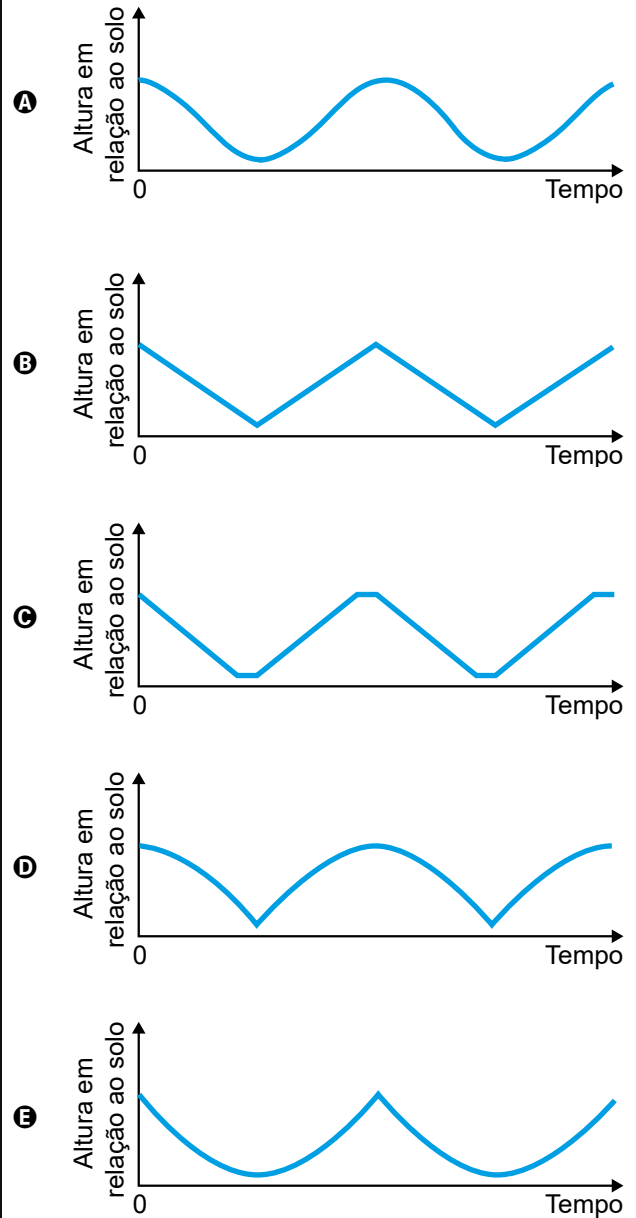 A
Altura em
relação ao solo
0
Tempo
B
Altura em
relação ao solo
0
Tempo
C
Altura em
relação ao solo
0
Tempo
D
Altura em
relação ao solo
0
Tempo
E
Altura em
relação ao solo
0
Tempo